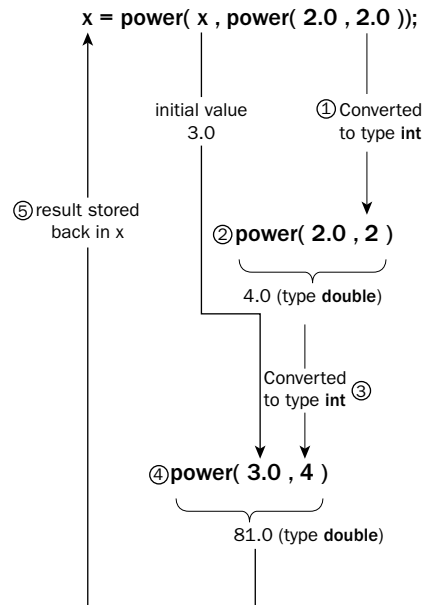 x = power( x , power( 2.0 , 2.0 ));
initial value
3.0
① Converted
to type int
⑤ result stored
back in x
② power( 2.0 , 2 )
4.0 (type double)
Converted
to type int ③
④ power( 3.0 , 4 )
81.0 (type double)